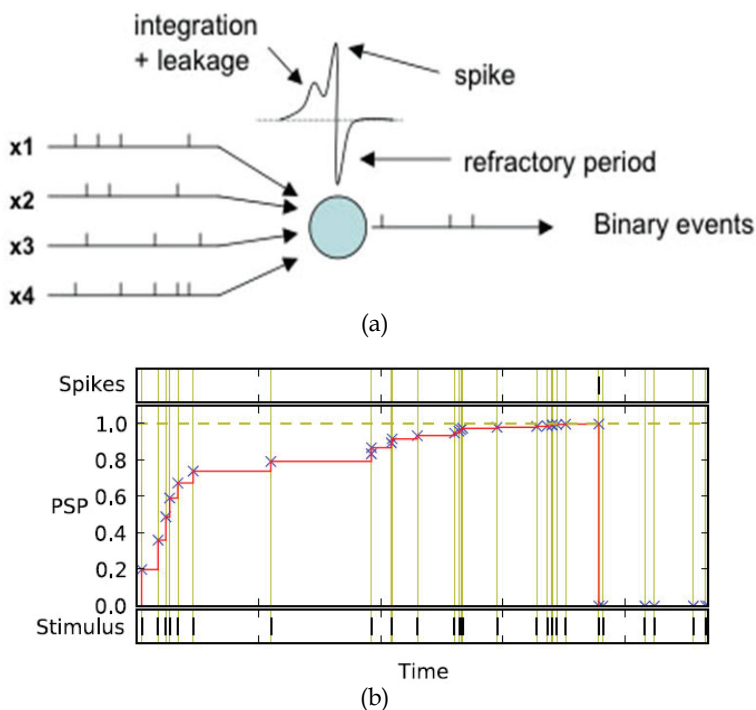 integration
+ leakage
spike
refractory period
x1
x2
x3
x4
Binary events
(a)
Spikes
1.0
0.8
PSP
0.6
0.4
0.2
0.0
Stimulus
Time
(b)